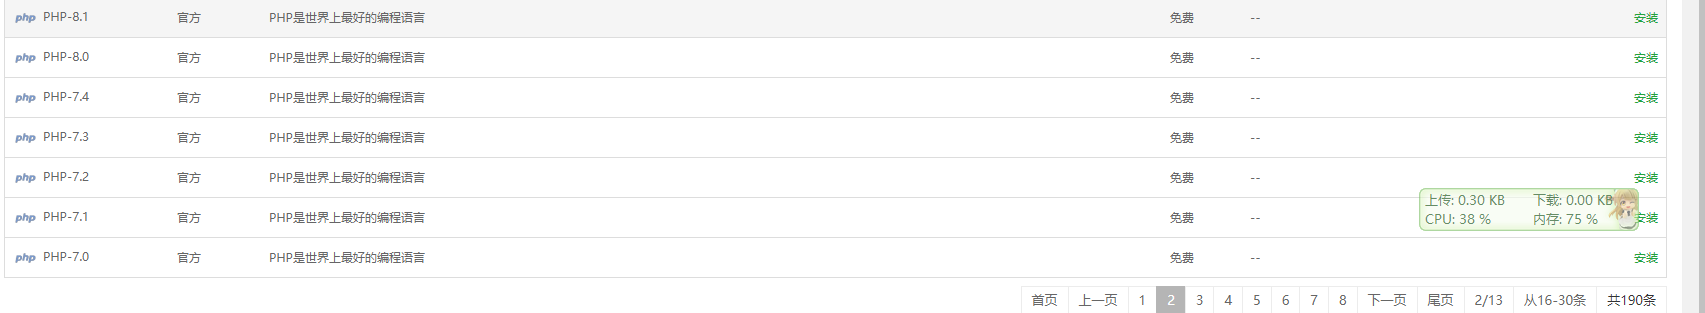 php PHP-8.1 官方 PHP是世界上最好的编程语言 免费 -- 安装
php PHP-8.0 官方 PHP是世界上最好的编程语言 免费 -- 安装
php PHP-7.4 官方 PHP是世界上最好的编程语言 免费 -- 安装
php PHP-7.3 官方 PHP是世界上最好的编程语言 免费 -- 安装
php PHP-7.2 官方 PHP是世界上最好的编程语言 免费 -- 安装
上传: 0.30 KB 下载: 0.00 KB
php PHP-7.1 官方 PHP是世界上最好的编程语言 免费 -- 安装
CPU: 38 % 内存: 75 %
php PHP-7.0 官方 PHP是世界上最好的编程语言 免费 -- 安装
首页 上一页 1 2 3 4 5 6 7 8 下一页 尾页 2/13 从16-30条 共190条